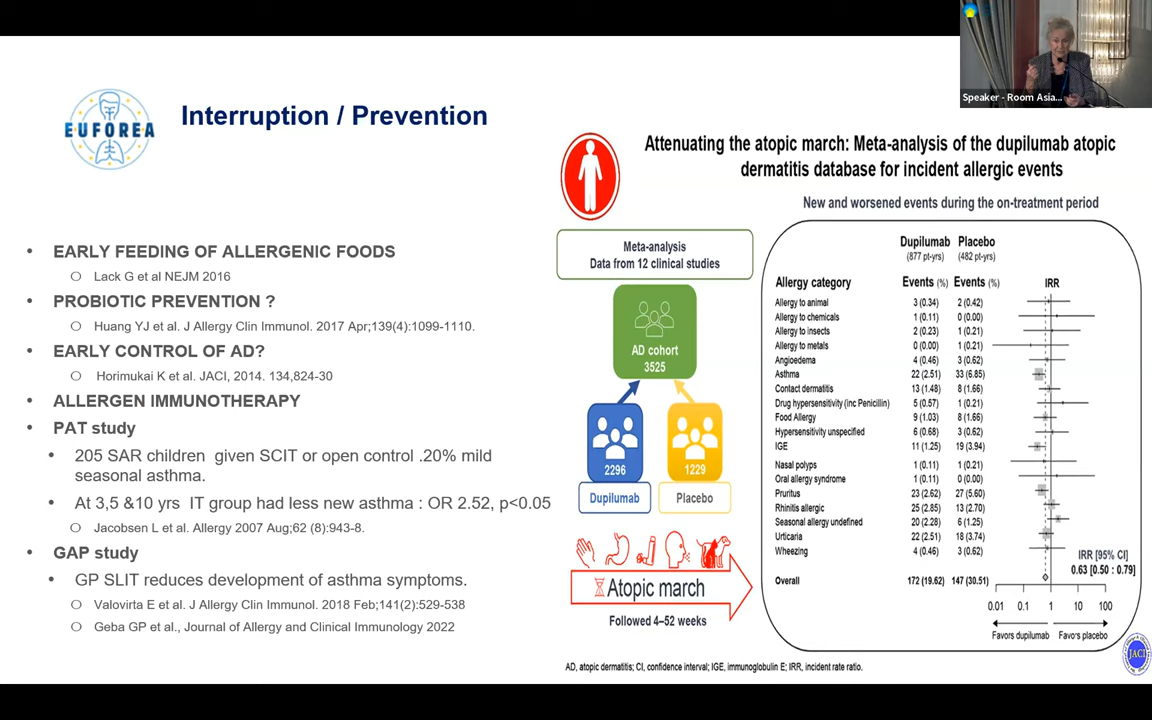 Speaker - Room Asia...
EUFOREA
Interruption / Prevention
• EARLY FEEDING OF ALLERGENIC FOODS
Lack G et al NEJM 2016
• PROBIOTIC PREVENTION ?
Huang YJ et al. J Allergy Clin Immunol. 2017 Apr;139(4):1099-1110.
• EARLY CONTROL OF AD?
Horimukai K et al. JACI, 2014. 134,824-30
• ALLERGEN IMMUNOTHERAPY
• PAT study
• 205 SAR children given SCIT or open control .20% mild
seasonal asthma.
• At 3,5 &10 yrs IT group had less new asthma : OR 2.52, p<0.05
Jacobsen L et al. Allergy 2007 Aug;62 (8):943-8.
• GAP study
• GP SLIT reduces development of asthma symptoms.
Valovirta E et al. J Allergy Clin Immunol. 2018 Feb;141(2):529-538
Geba GP et al., Journal of Allergy and Clinical Immunology 2022
Attenuating the atopic march: Meta-analysis of the dupilumab atopic
dermatitis database for incident allergic events
New and worsened events during the on-treatment period
Meta-analysis
Data from 12 clinical studies
AD cohort
3525
2296
1229
Dupilumab
Placebo
Atopic march
Followed 4–52 weeks
Dupilumab Placebo
(877 pt-yrs) (482 pt-yrs)
Allergy category Events (%) Events (%) IRR
Allergy to animal 3 (0.34) 2 (0.42)
Allergy to chemicals 1 (0.11) 0 (0.00)
Allergy to insects 2 (0.23) 1 (0.21)
Allergy to metals 0 (0.00) 1 (0.21)
Angioedema 4 (0.46) 3 (0.62)
Asthma 22 (2.51) 33 (6.85)
Contact dermatitis 13 (1.48) 8 (1.66)
Drug hypersensitivity (inc Penicillin) 5 (0.57) 1 (0.21)
Food Allergy 9 (1.03) 8 (1.66)
Hypersensitivity unspecified 6 (0.68) 3 (0.62)
IGE 11 (1.25) 19 (3.94)
Nasal polyps 1 (0.11) 1 (0.21)
Oral allergy syndrome 1 (0.11) 0 (0.00)
Pruritus 23 (2.62) 27 (5.60)
Rhinitis allergic 25 (2.85) 13 (2.70)
Seasonal allergy undefined 20 (2.28) 6 (1.25)
Urticaria 22 (2.51) 18 (3.74)
Wheezing 4 (0.46) 3 (0.62)
IRR [95% CI]
0.63 [0.50 : 0.79]
Overall 172 (19.62) 147 (30.51)
0.01 0.1 1 10 100
Favors dupilumab Favors placebo
JACI
AD, atopic dermatitis; CI, confidence interval; IGE, immunoglobulin E; IRR, incident rate ratio.